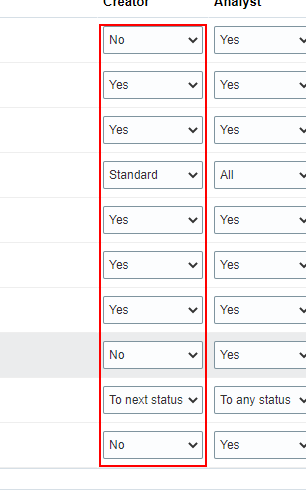 Creator Analyst
No Yes
Yes Yes
Yes Yes
Standard All
Yes Yes
Yes Yes
Yes Yes
No Yes
To next status To any status
No Yes